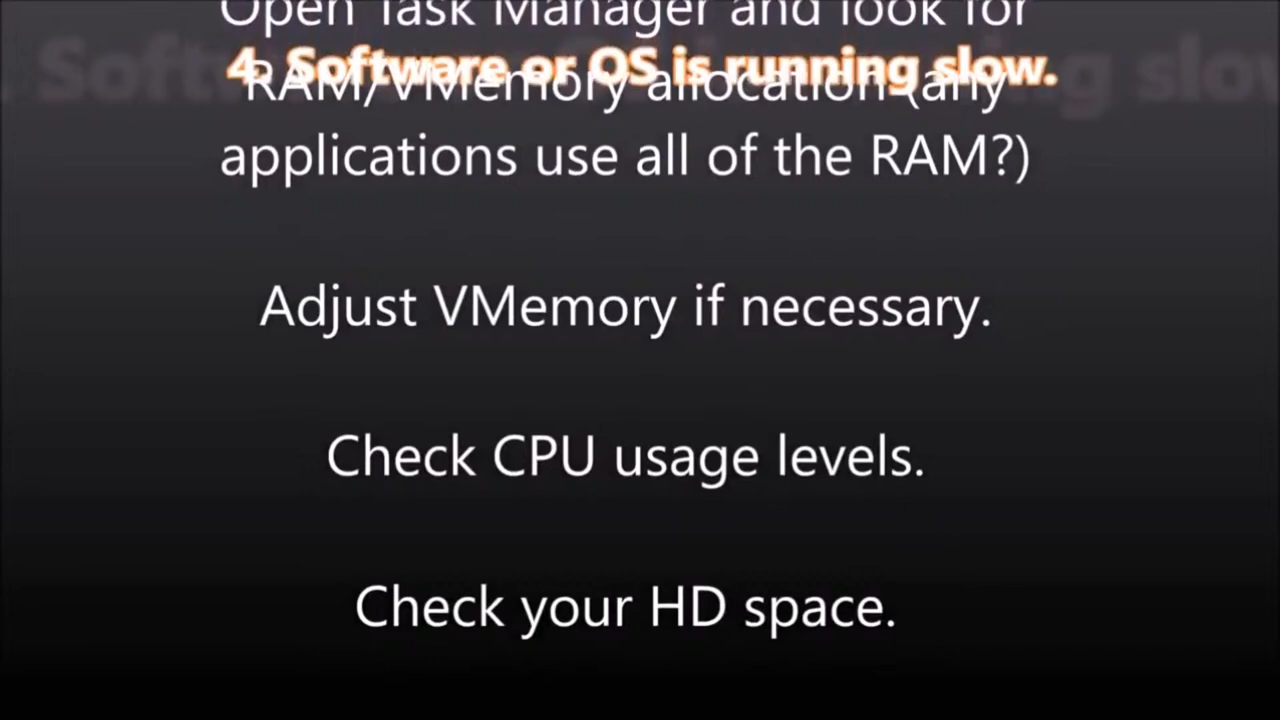 Open Task Manager and look for
4. Software or OS is running slow.
RAM/VMemory allocation (any
applications use all of the RAM?)
Adjust VMemory if necessary.
Check CPU usage levels.
Check your HD space.